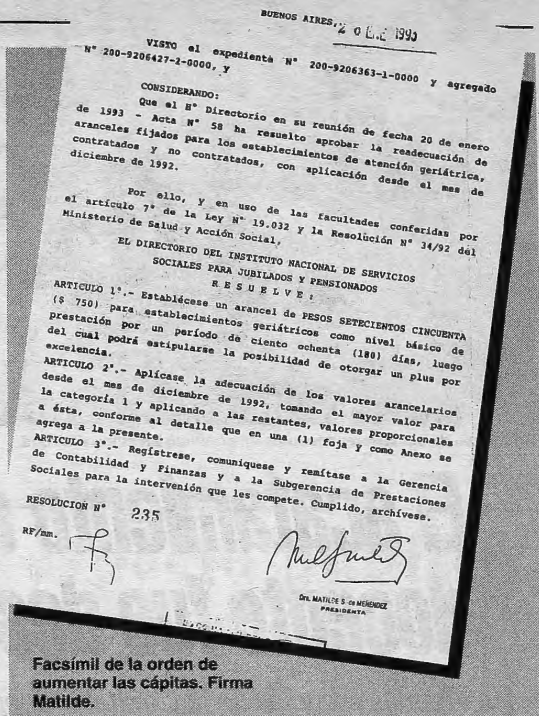 BUENOS AIRES, 20 ENE 1993
VISTO el expediente N° 200-9206363-1-0000 y agregado
N° 200-9206427-2-0000, y
CONSIDERANDO:
Que el H° Directorio en su reunión de fecha 20 de enero
de 1993 - Acta N° 58 ha resuelto aprobar la readecuación de
aranceles fijados para los establecimientos de atención geriátrica,
contratados y no contratados, con aplicación desde el mes de
diciembre de 1992.
Por ello, y en uso de las facultades conferidas por
el artículo 7° de la Ley N° 19.032 y la Resolución N° 34/92 del
Ministerio de Salud y Acción Social,
EL DIRECTORIO DEL INSTITUTO NACIONAL DE SERVICIOS
SOCIALES PARA JUBILADOS Y PENSIONADOS
R E S U E L V E :
ARTICULO 1°.- Establécese un arancel de PESOS SETECIENTOS CINCUENTA
($ 750) para establecimientos geriátricos como nivel básico de
prestación por un período de ciento ochenta (180) días, luego
del cual podrá estipularse la posibilidad de otorgar un plus por
excelencia.
ARTICULO 2°.- Aplícase la adecuación de los valores arancelarios
desde el mes de diciembre de 1992, tomando el mayor valor para
la categoría 1 y aplicando a las restantes, valores proporcionales
a ésta, conforme al detalle que en una (1) foja y como Anexo se
agrega a la presente.
ARTICULO 3°.- Regístrese, comuníquese y remítase a la Gerencia
de Contabilidad y Finanzas y a la Subgerencia de Prestaciones
Sociales para la intervención que les compete. Cumplido, archívese.
RESOLUCION N° 235
RF/mm.
Dra. MATILDE S. de MENENDEZ
PRESIDENTA
Facsímil de la orden de
aumentar las cápitas. Firma
Matilde.